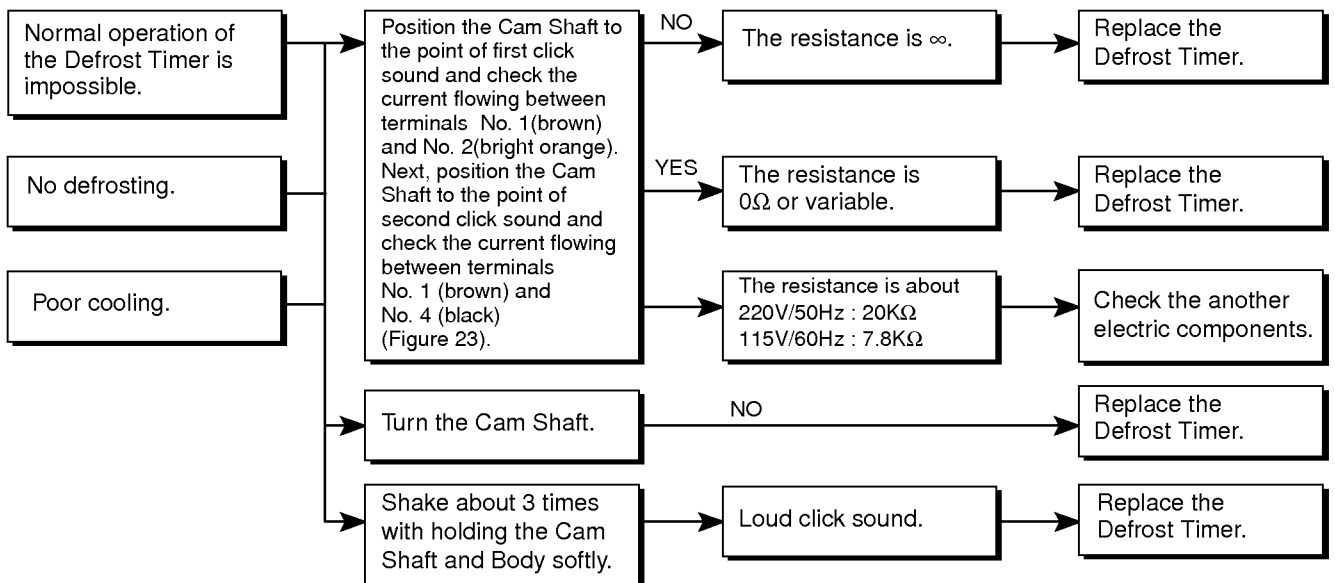 Normal operation of
the Defrost Timer is
impossible.
No defrosting.
Poor cooling.
Position the Cam Shaft to
the point of first click
sound and check the
current flowing between
terminals No. 1(brown)
and No. 2(bright orange).
Next, position the Cam
Shaft to the point of
second click sound and
check the current flowing
between terminals
No. 1 (brown) and
No. 4 (black)
(Figure 23).
NO
The resistance is ∞.
Replace the
Defrost Timer.
YES
The resistance is
0Ω or variable.
Replace the
Defrost Timer.
The resistance is about
220V/50Hz : 20KΩ
115V/60Hz : 7.8KΩ
Check the another
electric components.
Turn the Cam Shaft.
NO
Replace the
Defrost Timer.
Shake about 3 times
with holding the Cam
Shaft and Body softly.
Loud click sound.
Replace the
Defrost Timer.